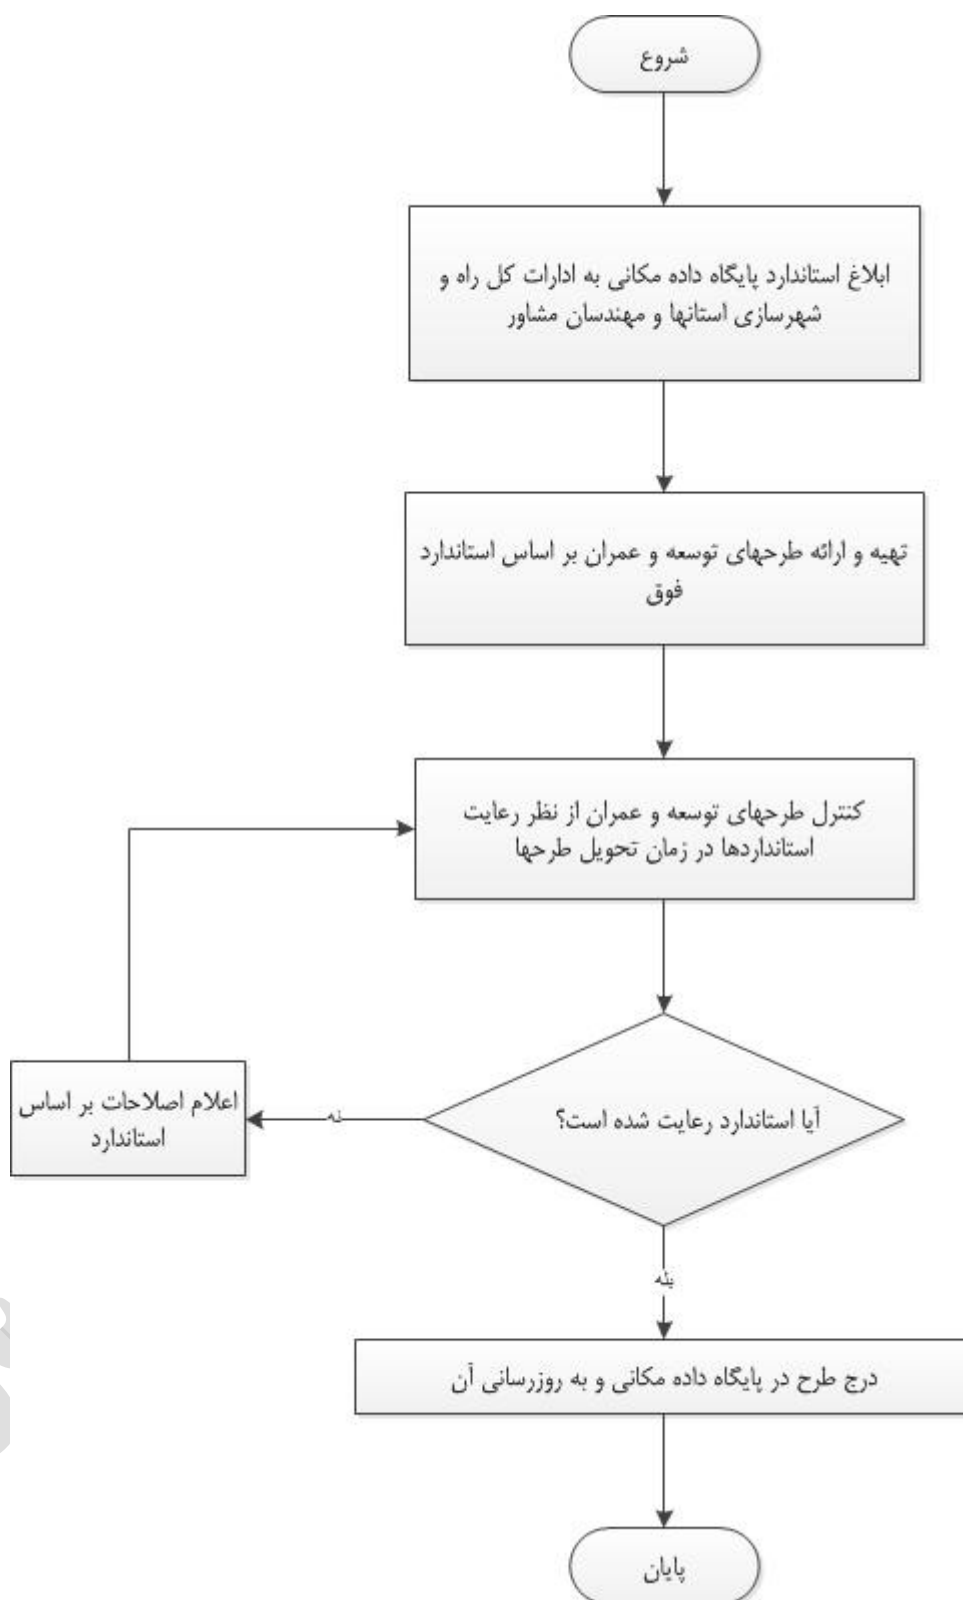 شروع
ابلاغ استاندارد پایگاه داده مکانی به ادارات کل راه و
شهرسازی استانها و مهندسان مشاور
تهیه و ارائه طرحهای توسعه و عمران بر اساس استاندارد
فوق
کنترل طرحهای توسعه و عمران از نظر رعایت
استانداردها در زمان تحویل طرحها
آیا استاندارد رعایت شده است؟
نه
اعلام اصلاحات بر اساس
استاندارد
بله
درج طرح در پایگاه داده مکانی و به روزرسانی آن
پایان